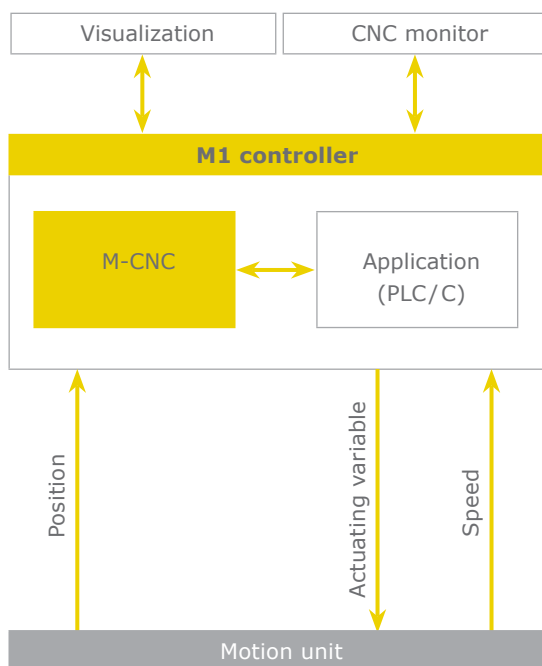 Visualization
CNC monitor
M1 controller
M-CNC
Application
(PLC/C)
Position
Actuating variable
Speed
Motion unit